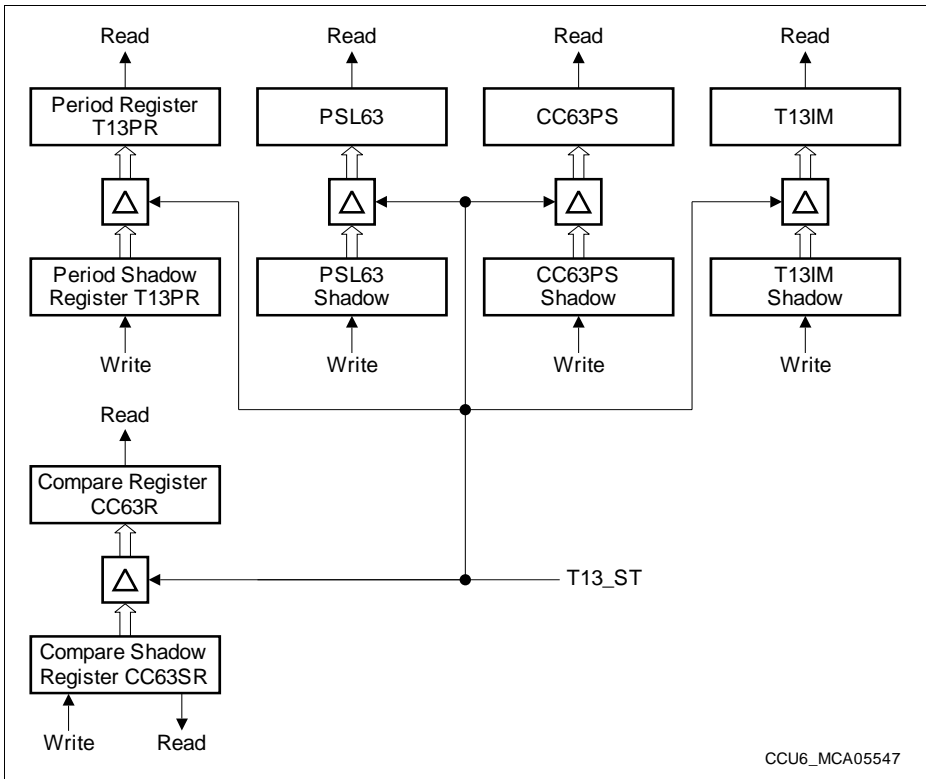 Read
Read
Read
Read
Period Register
T13PR
PSL63
CC63PS
T13IM
Period Shadow
Register T13PR
PSL63
Shadow
CC63PS
Shadow
T13IM
Shadow
Write
Write
Write
Write
Read
Compare Register
CC63R
T13_ST
Compare Shadow
Register CC63SR
Write
Read
CCU6_MCA05547